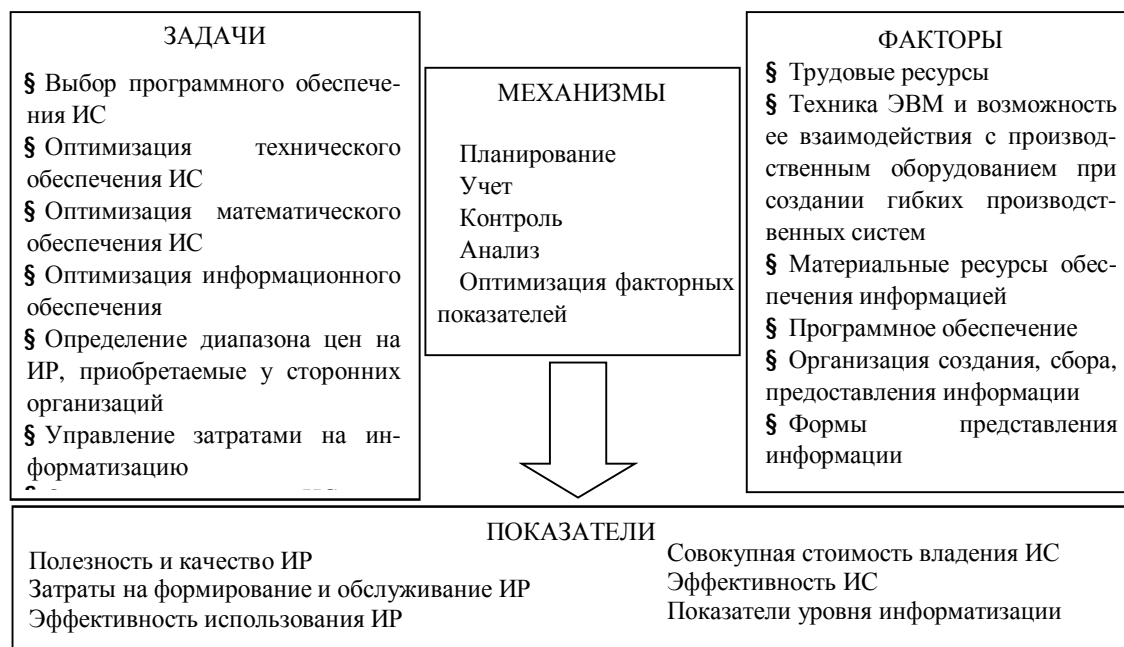 ЗАДАЧИ
§ Выбор программного обеспече-
ния ИС
§ Оптимизация технического
обеспечения ИС
§ Оптимизация математического
обеспечения ИС
§ Оптимизация информационного
обеспечения
§ Определение диапазона цен на
ИР, приобретаемые у сторонних
организаций
§ Управление затратами на ин-
форматизацию
МЕХАНИЗМЫ
Планирование
Учет
Контроль
Анализ
Оптимизация факторных
показателей
ФАКТОРЫ
§ Трудовые ресурсы
§ Техника ЭВМ и возможность
ее взаимодействия с производ-
ственным оборудованием при
создании гибких производст-
венных систем
§ Материальные ресурсы обес-
печения информацией
§ Программное обеспечение
§ Организация создания, сбора,
предоставления информации
§ Формы представления
информации
ПОКАЗАТЕЛИ
Полезность и качество ИР
Затраты на формирование и обслуживание ИР
Эффективность использования ИР
Совокупная стоимость владения ИС
Эффективность ИС
Показатели уровня информатизации